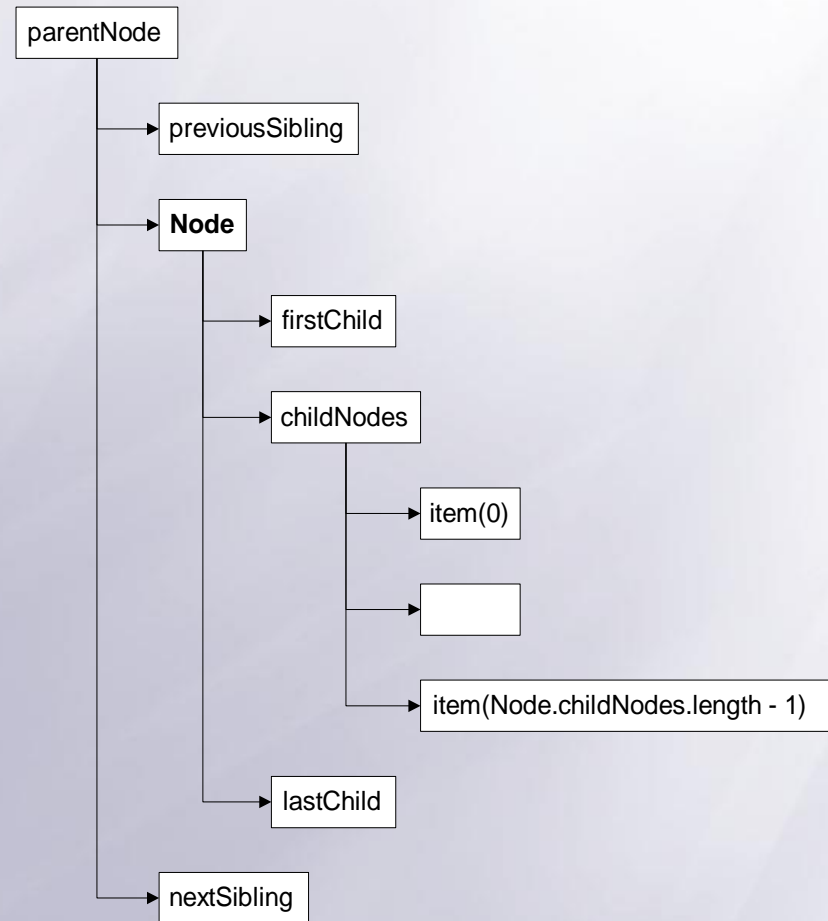 parentNode
previousSibling
Node
firstChild
childNodes
item(0)
item(Node.childNodes.length - 1)
lastChild
nextSibling